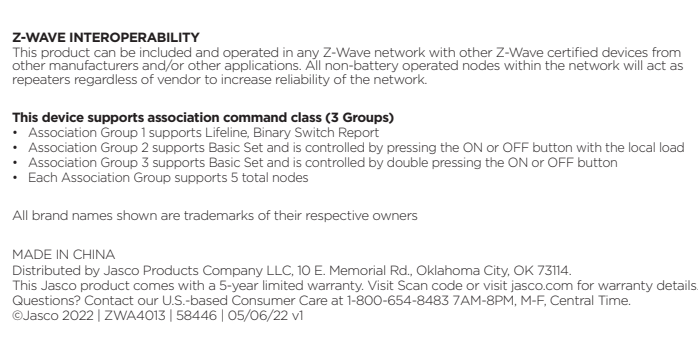 Z-WAVE INTEROPERABILITY
This product can be included and operated in any Z-Wave network with other Z-Wave certified devices from
other manufacturers and/or other applications. All non-battery operated nodes within the network will act as
repeaters regardless of vendor to increase reliability of the network.
This device supports association command class (3 Groups)
• Association Group 1 supports Lifeline, Binary Switch Report
• Association Group 2 supports Basic Set and is controlled by pressing the ON or OFF button with the local load
• Association Group 3 supports Basic Set and is controlled by double pressing the ON or OFF button
• Each Association Group supports 5 total nodes
All brand names shown are trademarks of their respective owners
MADE IN CHINA
Distributed by Jasco Products Company LLC, 10 E. Memorial Rd., Oklahoma City, OK 73114.
This Jasco product comes with a 5-year limited warranty. Visit Scan code or visit jasco.com for warranty details
Questions? Contact our U.S.-based Consumer Care at 1-800-654-8483 7AM-8PM, M-F, Central Time.
©Jasco 2022 | ZWA4013 | 58446 | 05/06/22 v1